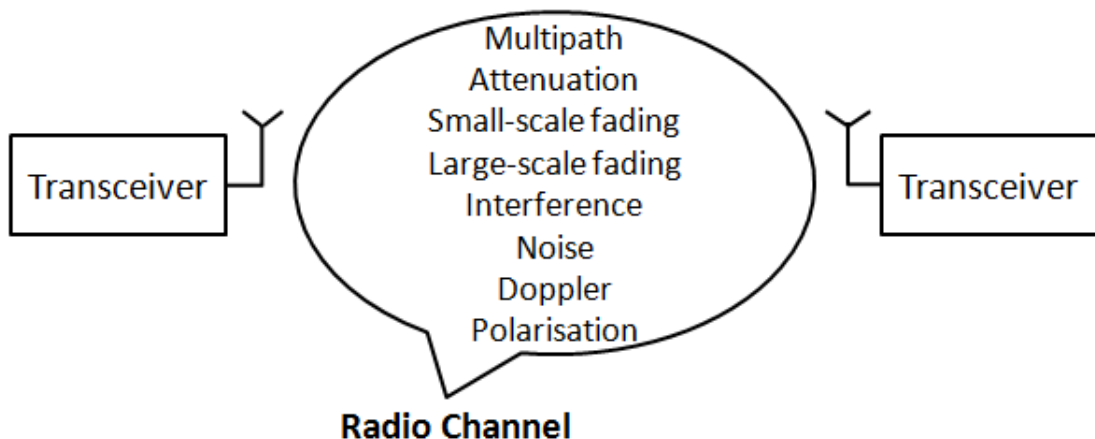 Multipath
Attenuation
Small-scale fading
Large-scale fading
Interference
Noise
Doppler
Polarisation
Transceiver
Transceiver
Radio Channel